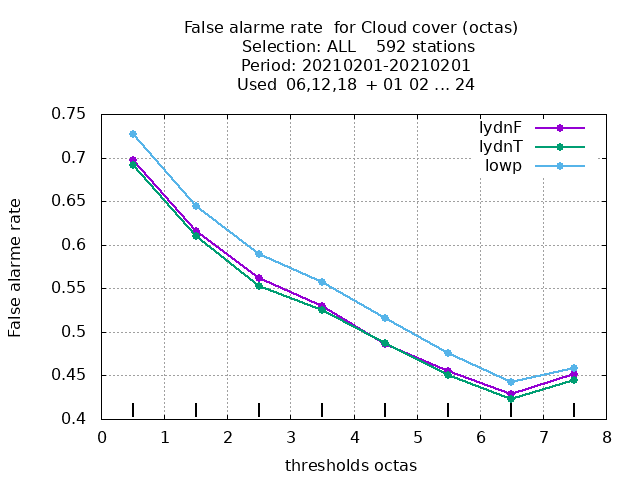 False alarme rate  for Cloud cover (octas)
Selection: ALL    592 stations
Period: 20210201-20210201
Used  06,12,18  + 01 02 ... 24
lydnF
lydnT
lowp
0.75
0.7
0.65
0.6
0.55
0.5
0.45
0.4
False alarme rate
0 1 2 3 4 5 6 7 8
thresholds octas